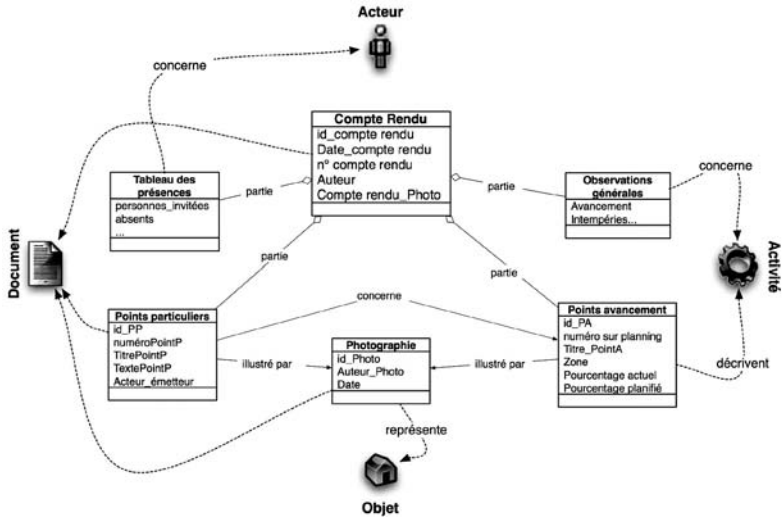 Acteur
concerne
Compte Rendu
id_compte rendu
Date_compte rendu
n° compte rendu
Auteur
Compte rendu_Photo
Tableau des
présences
personnes_invitées
absents
...
partie
partie
Observations
générales
Avancement
Intempéries...
concerne
Document
Activité
partie
partie
concerne
Points particuliers
id_PP
numéroPointP
TitrePointP
TextePointP
Acteur_émetteur
illustré par
Photographie
id_Photo
Auteur_Photo
Date
illustré par
Points avancement
id_PA
numéro sur planning
Titre_PointA
Zone
Pourcentage actuel
Pourcentage planifié
décrivent
représente
Objet